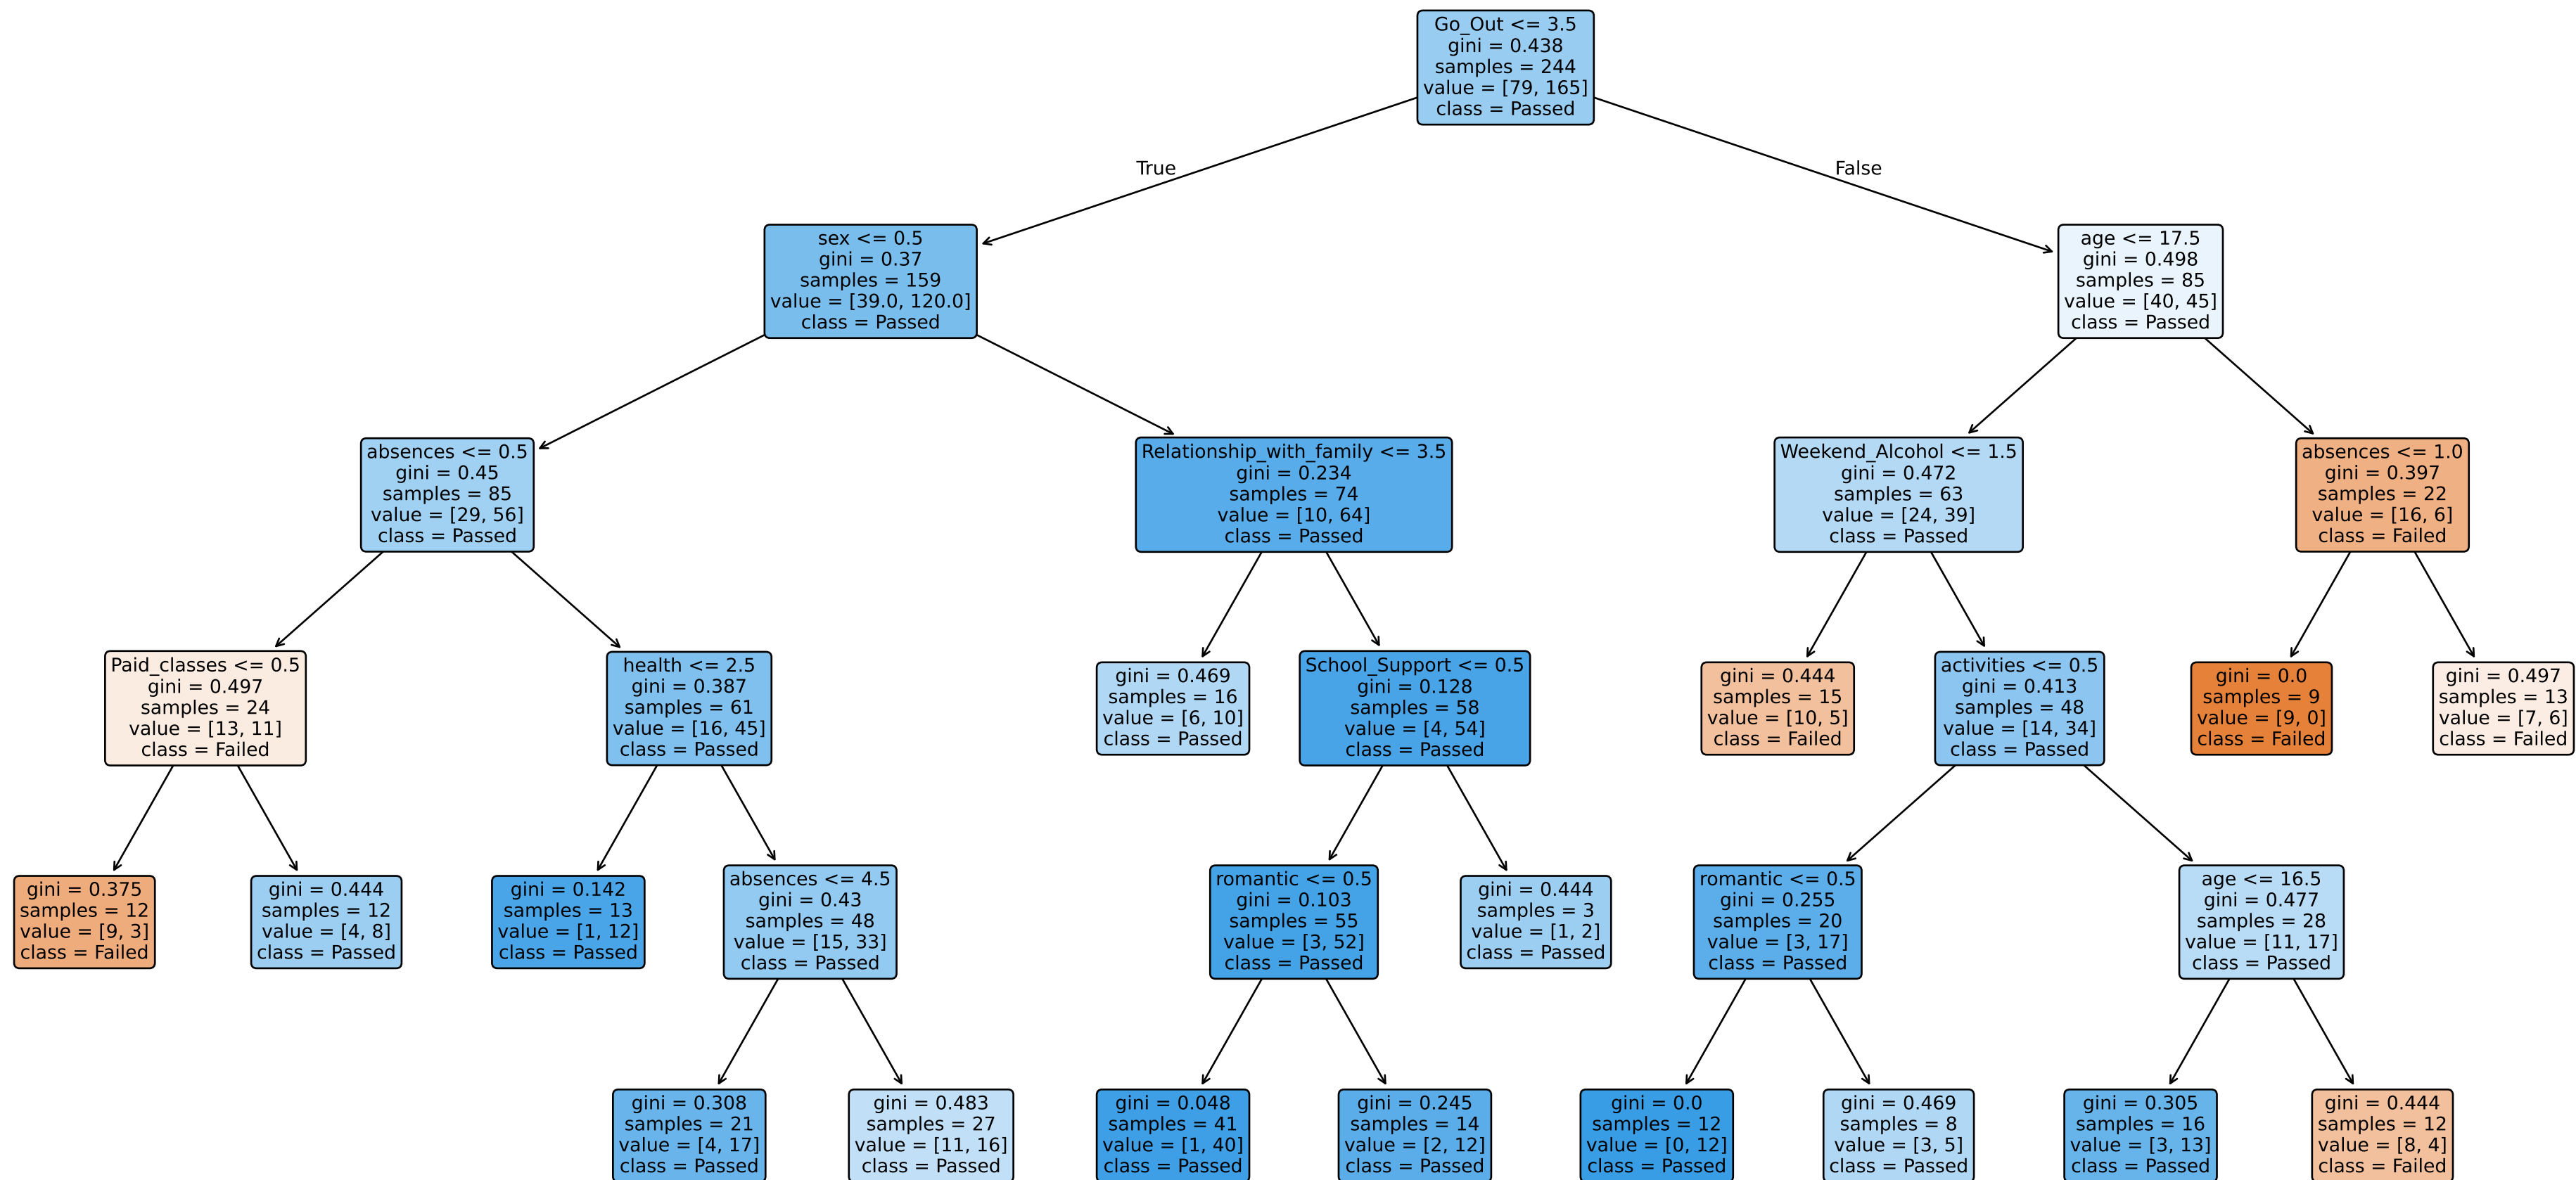 Go_Out <= 3.5
gini = 0.438
samples = 244
value = [79, 165]
class = Passed
True
False
sex <= 0.5
gini = 0.37
samples = 159
value = [39.0, 120.0]
class = Passed
age <= 17.5
gini = 0.498
samples = 85
value = [40, 45]
class = Passed
absences <= 0.5
gini = 0.45
samples = 85
value = [29, 56]
class = Passed
Relationship_with_family <= 3.5
gini = 0.234
samples = 74
value = [10, 64]
class = Passed
Weekend_Alcohol <= 1.5
gini = 0.472
samples = 63
value = [24, 39]
class = Passed
absences <= 1.0
gini = 0.397
samples = 22
value = [16, 6]
class = Failed
Paid_classes <= 0.5
gini = 0.497
samples = 24
value = [13, 11]
class = Failed
health <= 2.5
gini = 0.387
samples = 61
value = [16, 45]
class = Passed
gini = 0.469
samples = 16
value = [6, 10]
class = Passed
School_Support <= 0.5
gini = 0.128
samples = 58
value = [4, 54]
class = Passed
gini = 0.444
samples = 15
value = [10, 5]
class = Failed
activities <= 0.5
gini = 0.413
samples = 48
value = [14, 34]
class = Passed
gini = 0.0
samples = 9
value = [9, 0]
class = Failed
gini = 0.497
samples = 13
value = [7, 6]
class = Failed
gini = 0.375
samples = 12
value = [9, 3]
class = Failed
gini = 0.444
samples = 12
value = [4, 8]
class = Passed
gini = 0.142
samples = 13
value = [1, 12]
class = Passed
absences <= 4.5
gini = 0.43
samples = 48
value = [15, 33]
class = Passed
romantic <= 0.5
gini = 0.103
samples = 55
value = [3, 52]
class = Passed
gini = 0.444
samples = 3
value = [1, 2]
class = Passed
romantic <= 0.5
gini = 0.255
samples = 20
value = [3, 17]
class = Passed
age <= 16.5
gini = 0.477
samples = 28
value = [11, 17]
class = Passed
gini = 0.308
samples = 21
value = [4, 17]
class = Passed
gini = 0.483
samples = 27
value = [11, 16]
class = Passed
gini = 0.048
samples = 41
value = [1, 40]
class = Passed
gini = 0.245
samples = 14
value = [2, 12]
class = Passed
gini = 0.0
samples = 12
value = [0, 12]
class = Passed
gini = 0.469
samples = 8
value = [3, 5]
class = Passed
gini = 0.305
samples = 16
value = [3, 13]
class = Passed
gini = 0.444
samples = 12
value = [8, 4]
class = Failed